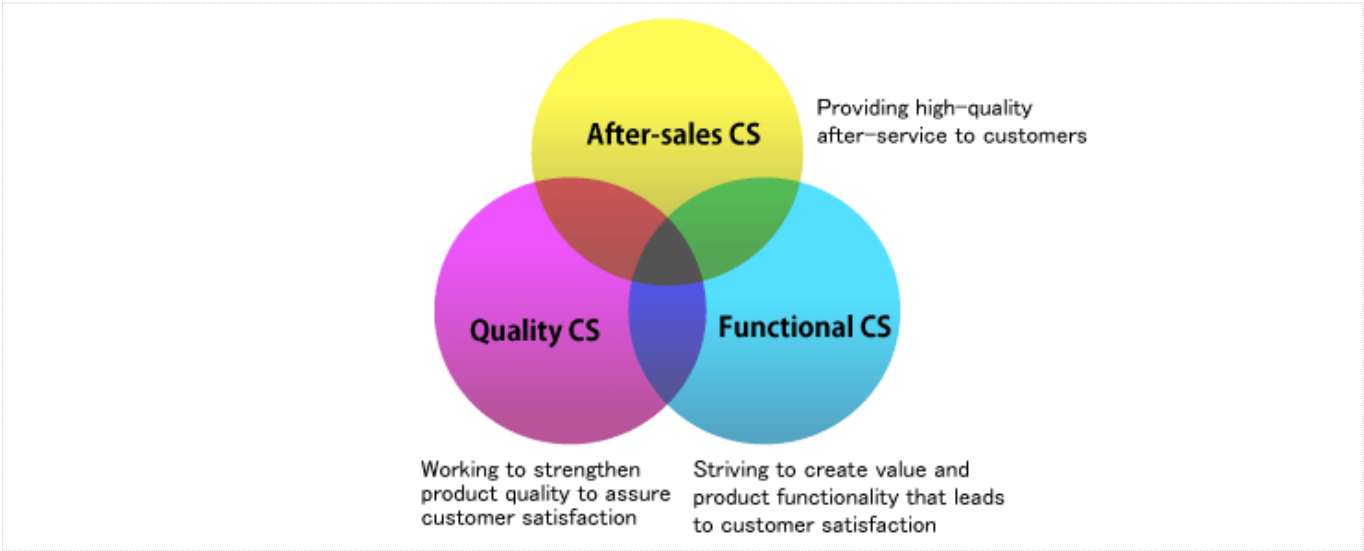 After-sales CS
Providing high-quality
after-service to customers
Quality CS
Functional CS
Working to strengthen
product quality to assure
customer satisfaction
Striving to create value and
product functionality that leads
to customer satisfaction